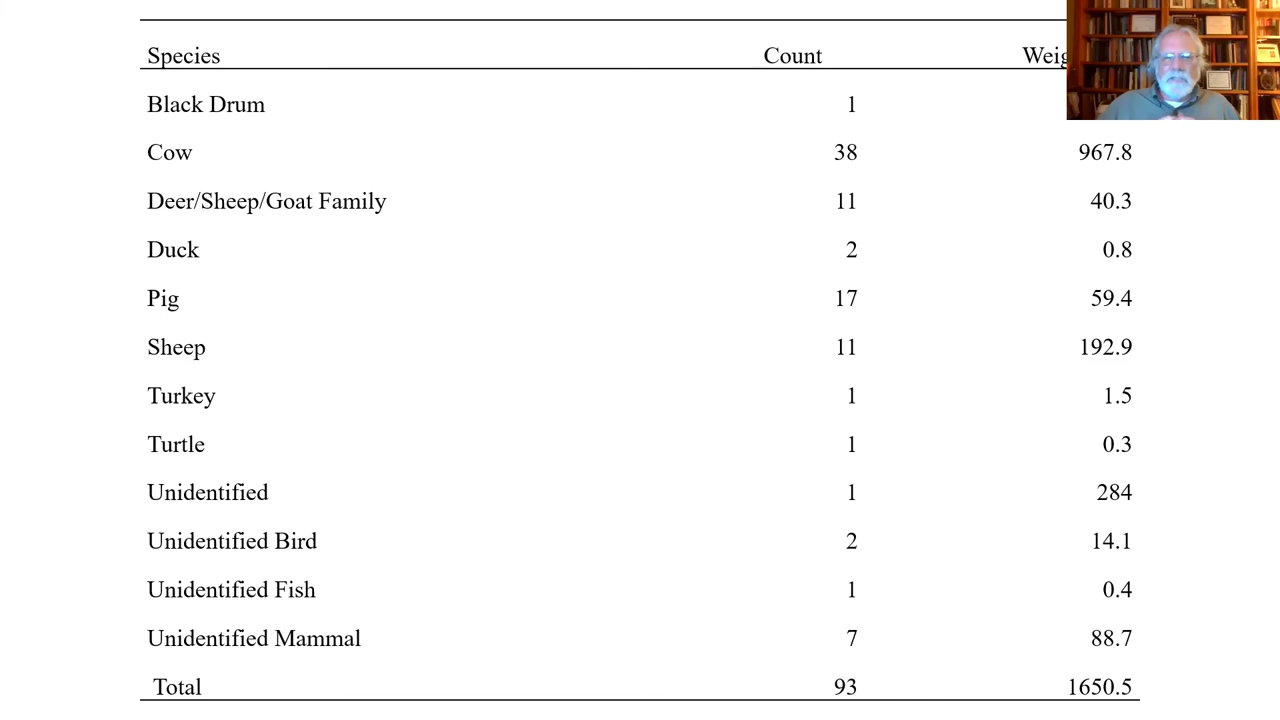 Species Count
Black Drum 1
Cow 38 967.8
Deer/Sheep/Goat Family 11 40.3
Duck 2 0.8
Pig 17 59.4
Sheep 11 192.9
Turkey 1 1.5
Turtle 1 0.3
Unidentified 1 284
Unidentified Bird 2 14.1
Unidentified Fish 1 0.4
Unidentified Mammal 7 88.7
Total 93 1650.5